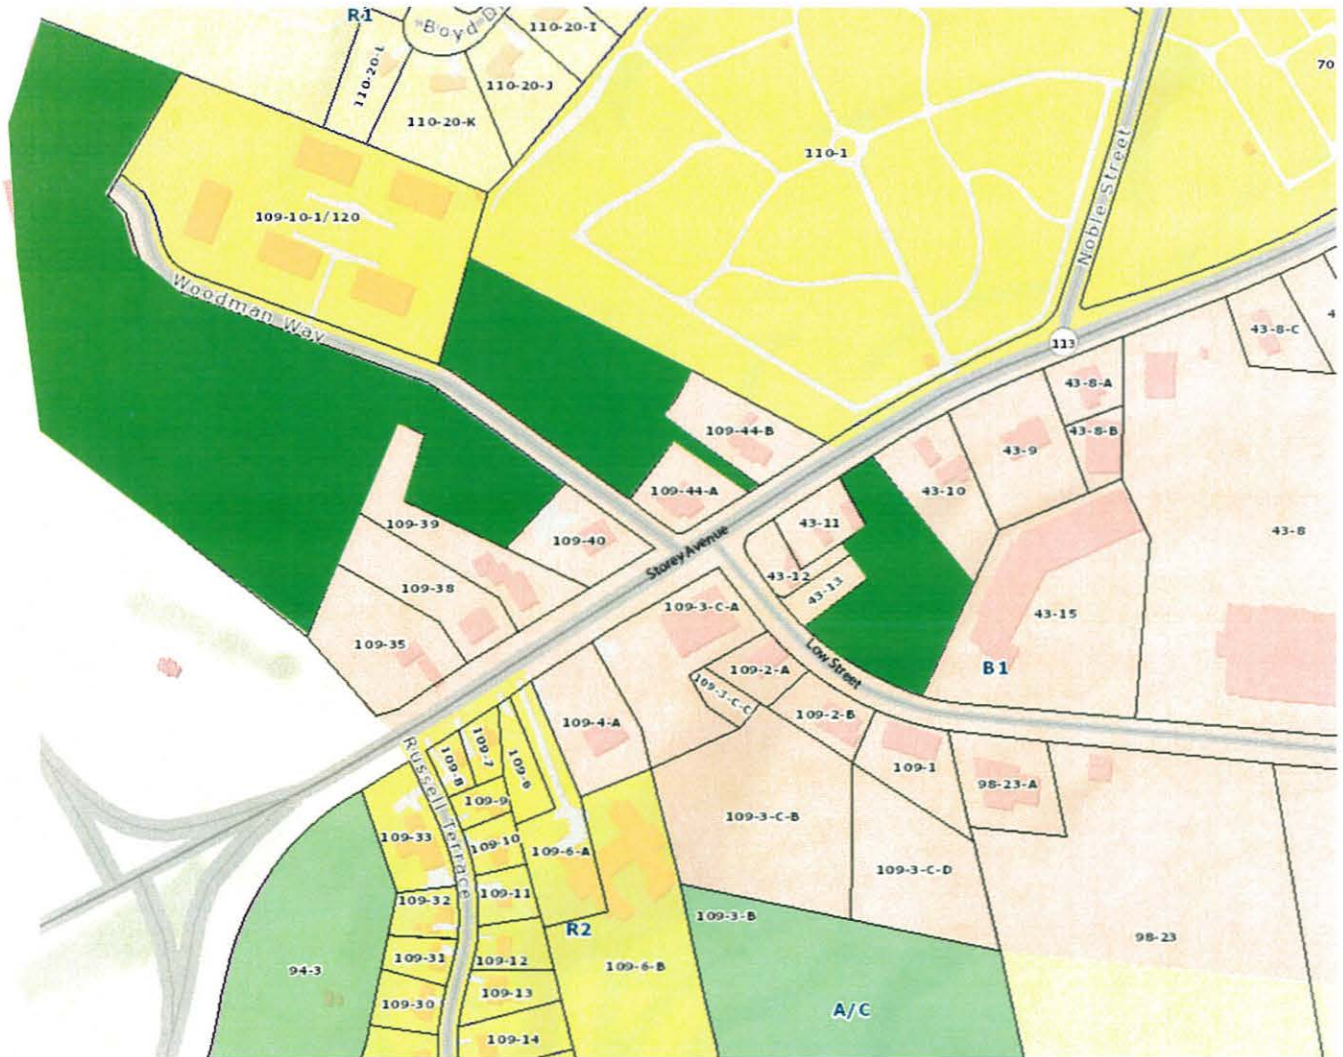 R1
Boyd D
110-20-I
110-20-L
110-20-J
110-20-K
70
110-1
Noble Street
109-10-1/120
Woodman Way
113
43-8-C
4
43-8-A
43-8-B
109-44-B
43-9
109-44-A
43-10
109-39
43-11
109-40
Storey Avenue
43-8
109-38
43-12
43-13
109-3-C-A
43-15
109-35
Low Street
B1
109-2-A
109-3-C-C
109-4-A
109-2-B
109-7
109-8
109-6
Russell Terrace
109-1
98-23-A
109-9
109-3-C-B
109-33
109-10
109-6-A
109-3-C-D
109-11
109-32
109-3-B
R2
98-23
109-31
109-12
94-3
109-6-B
109-13
109-30
A/C
109-14